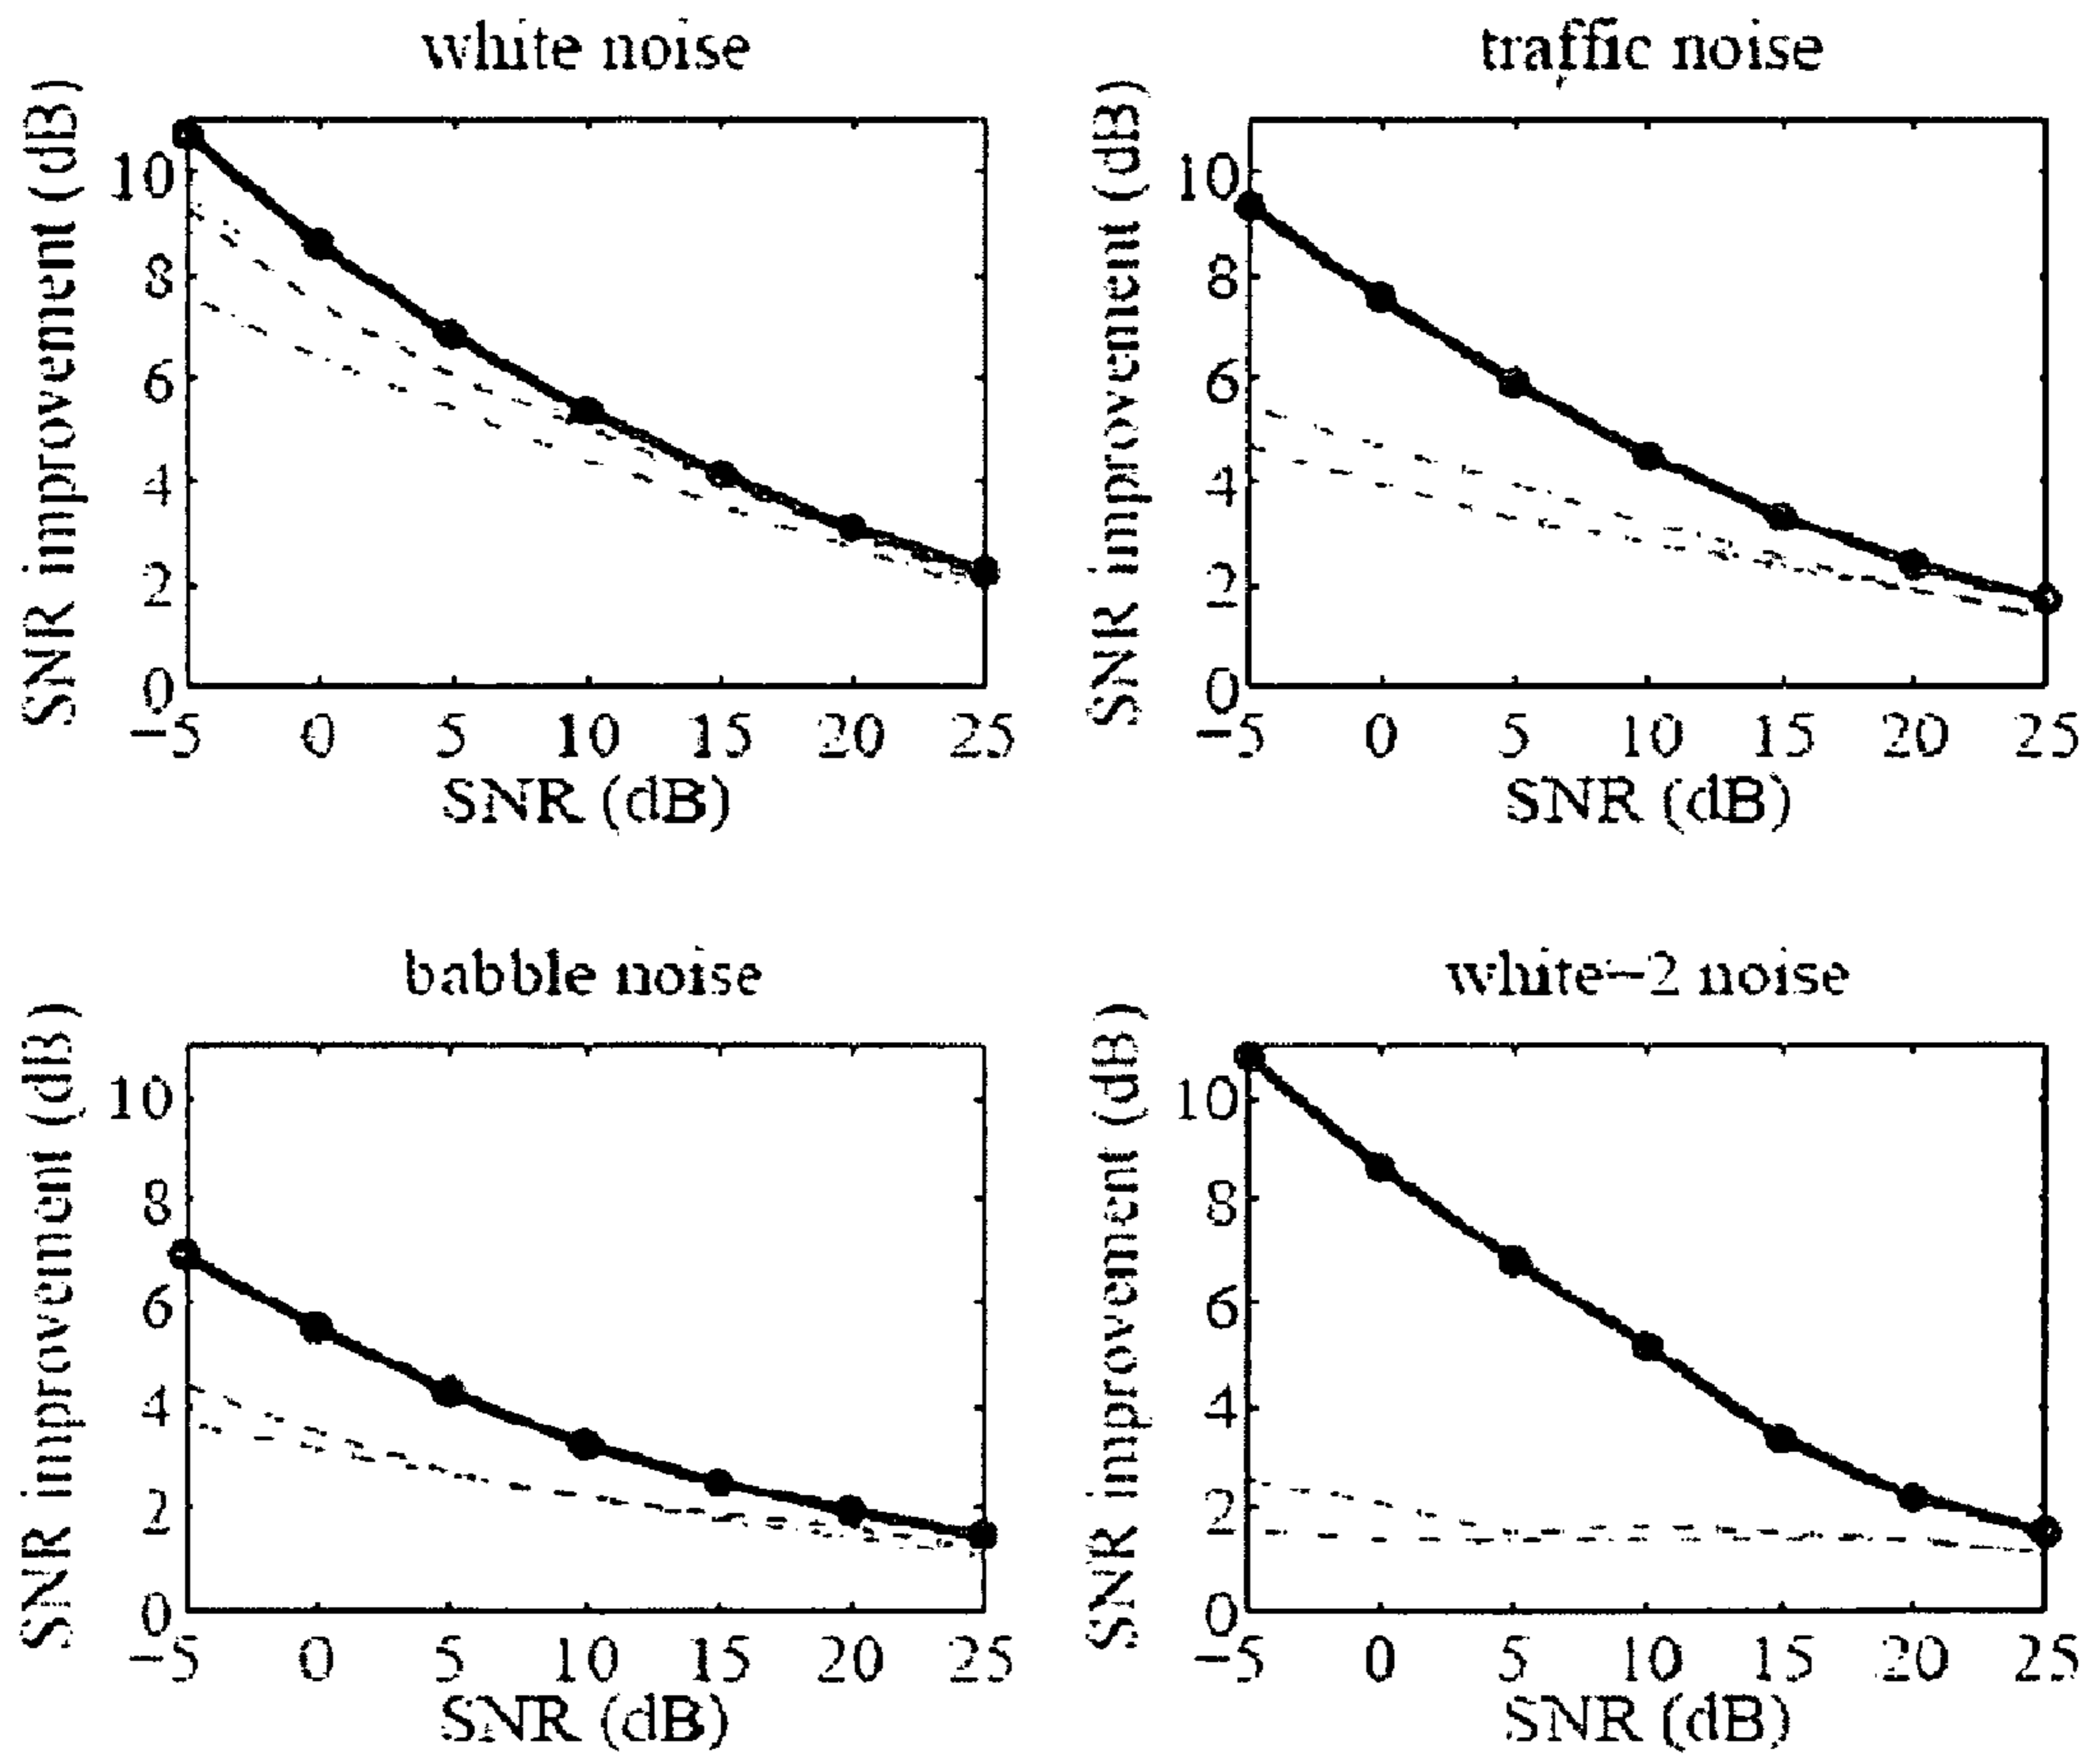 white noise
SNR improvement (dB)
10
8
6
4
2
0
−5 0 5 10 15 20 25
SNR (dB)
traffic noise
SNR improvement (dB)
10
8
6
4
2
0
−5 0 5 10 15 20 25
SNR (dB)
babble noise
SNR improvement (dB)
10
8
6
4
2
0
−5 0 5 10 15 20 25
SNR (dB)
white−2 noise
SNR improvement (dB)
10
8
6
4
2
0
−5 0 5 10 15 20 25
SNR (dB)